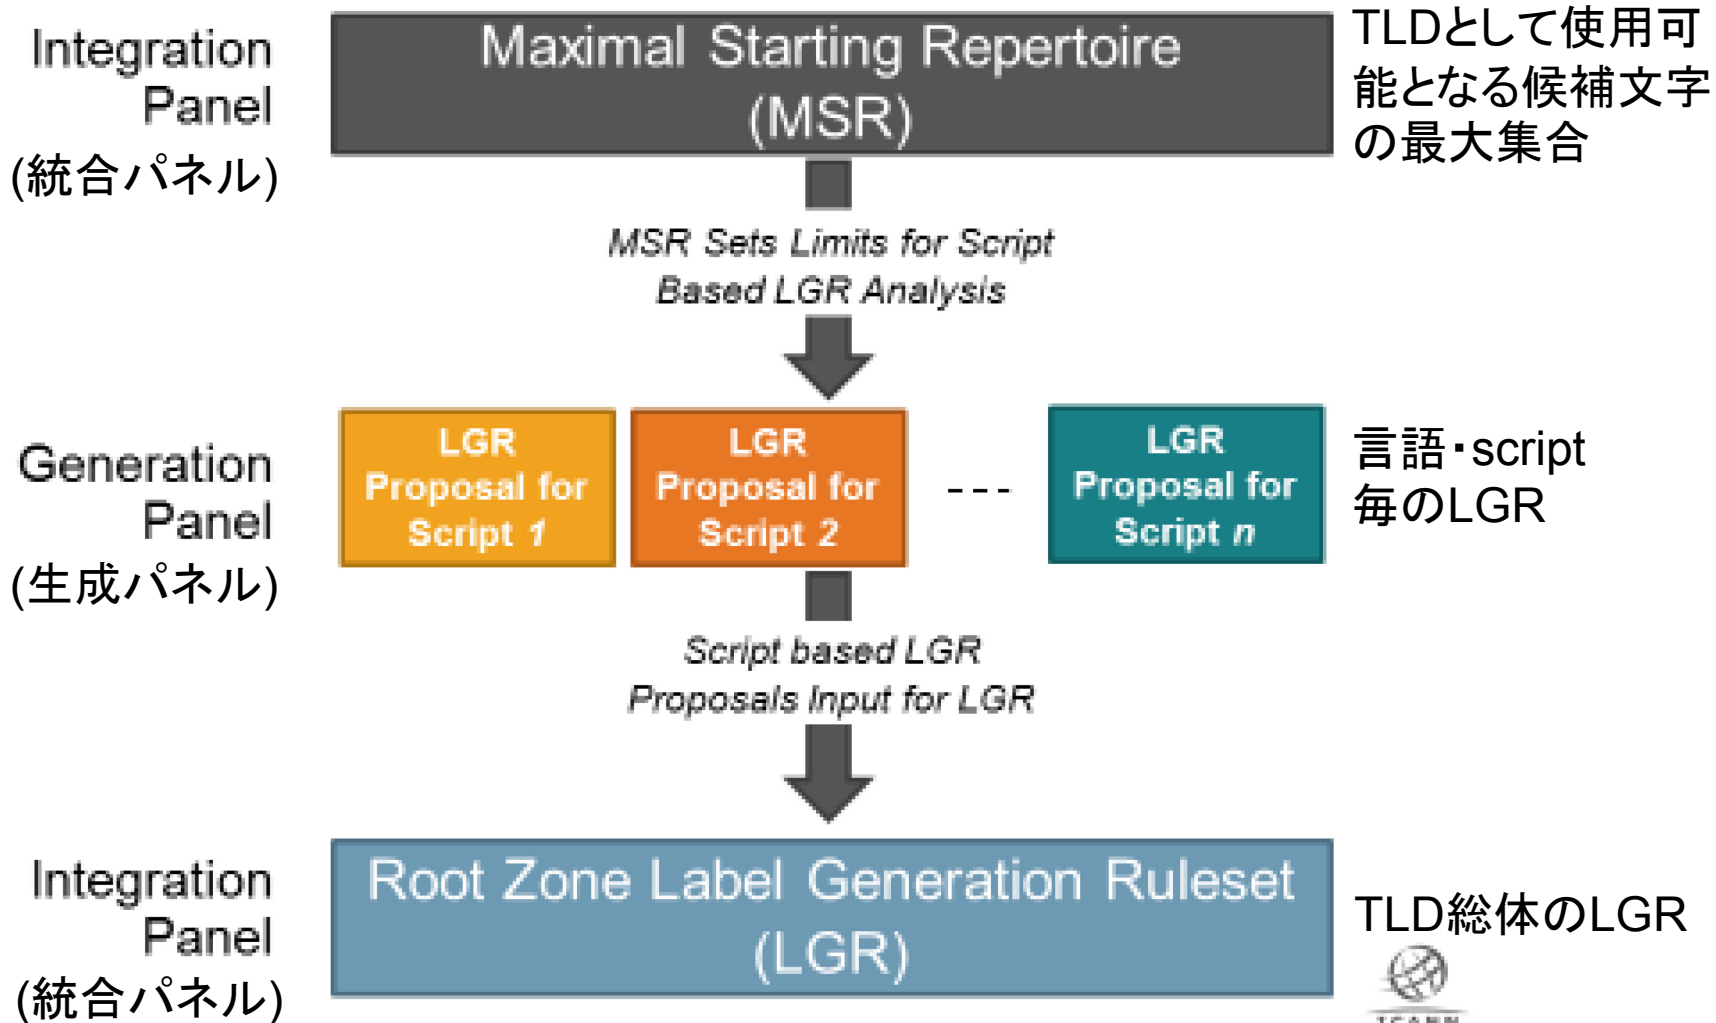 Integration
Panel
(統合パネル)
Maximal Starting Repertoire
(MSR)
TLDとして使用可
能となる候補文字
の最大集合
MSR Sets Limits for Script
Based LGR Analysis
Generation
Panel
(生成パネル)
LGR
Proposal for
Script 1
LGR
Proposal for
Script 2
---
LGR
Proposal for
Script n
言語・script
毎のLGR
Script based LGR
Proposals Input for LGR
Integration
Panel
(統合パネル)
Root Zone Label Generation Ruleset
(LGR)
TLD総体のLGR
ICANN